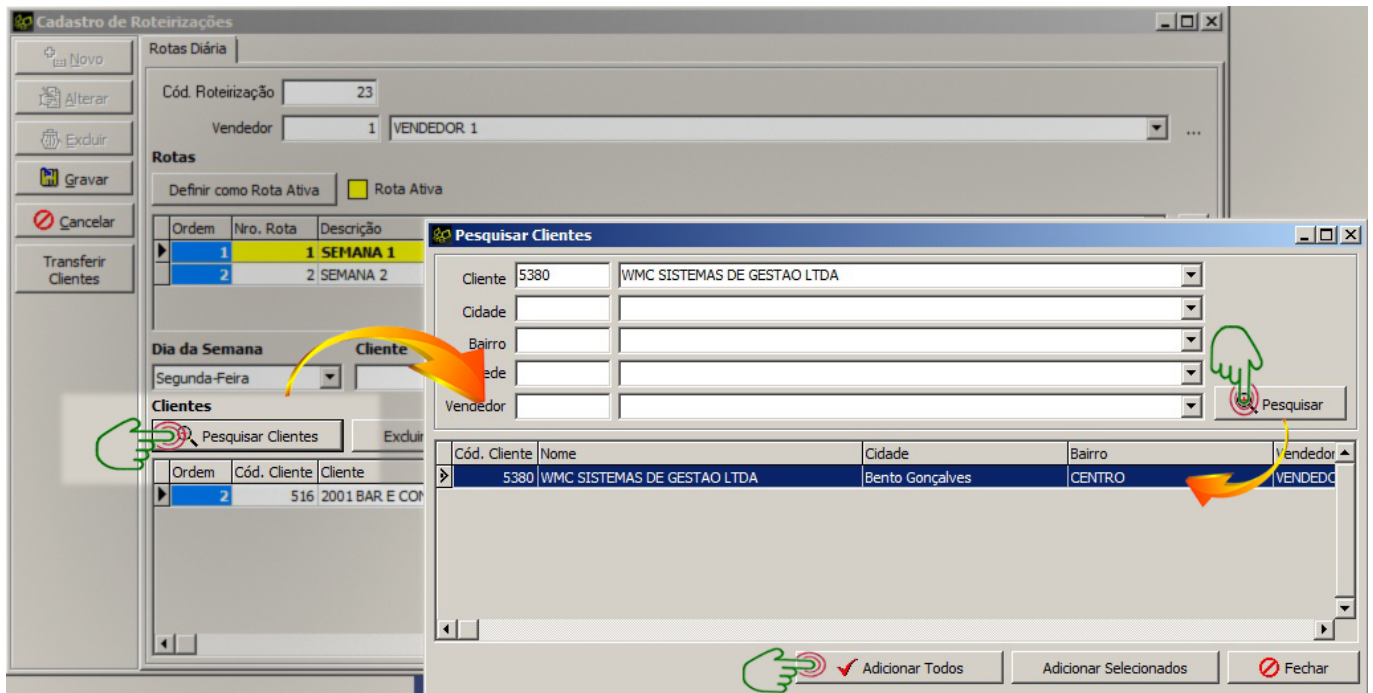 Cadastro de Roteirizações
Novo
Alterar
Excluir
Gravar
Cancelar
Transferir
Clientes
Rotas Diária
Cód. Roteirização 23
Vendedor 1 VENDEDOR 1 ...
Rotas
Definir como Rota Ativa Rota Ativa
Ordem Nro. Rota Descrição
1 1 SEMANA 1
2 2 SEMANA 2
Dia da Semana Cliente
Segunda-Feira
Clientes
Pesquisar Clientes Excluir
Ordem Cód. Cliente Cliente
2 516 2001 BAR E CON
Pesquisar Clientes
Cliente 5380 WMC SISTEMAS DE GESTAO LTDA
Cidade
Bairro
ede
Vendedor
Pesquisar
Cód. Cliente Nome Cidade Bairro Vendedor
5380 WMC SISTEMAS DE GESTAO LTDA Bento Gonçalves CENTRO VENDEDO
Adicionar Todos Adicionar Selecionados Fechar